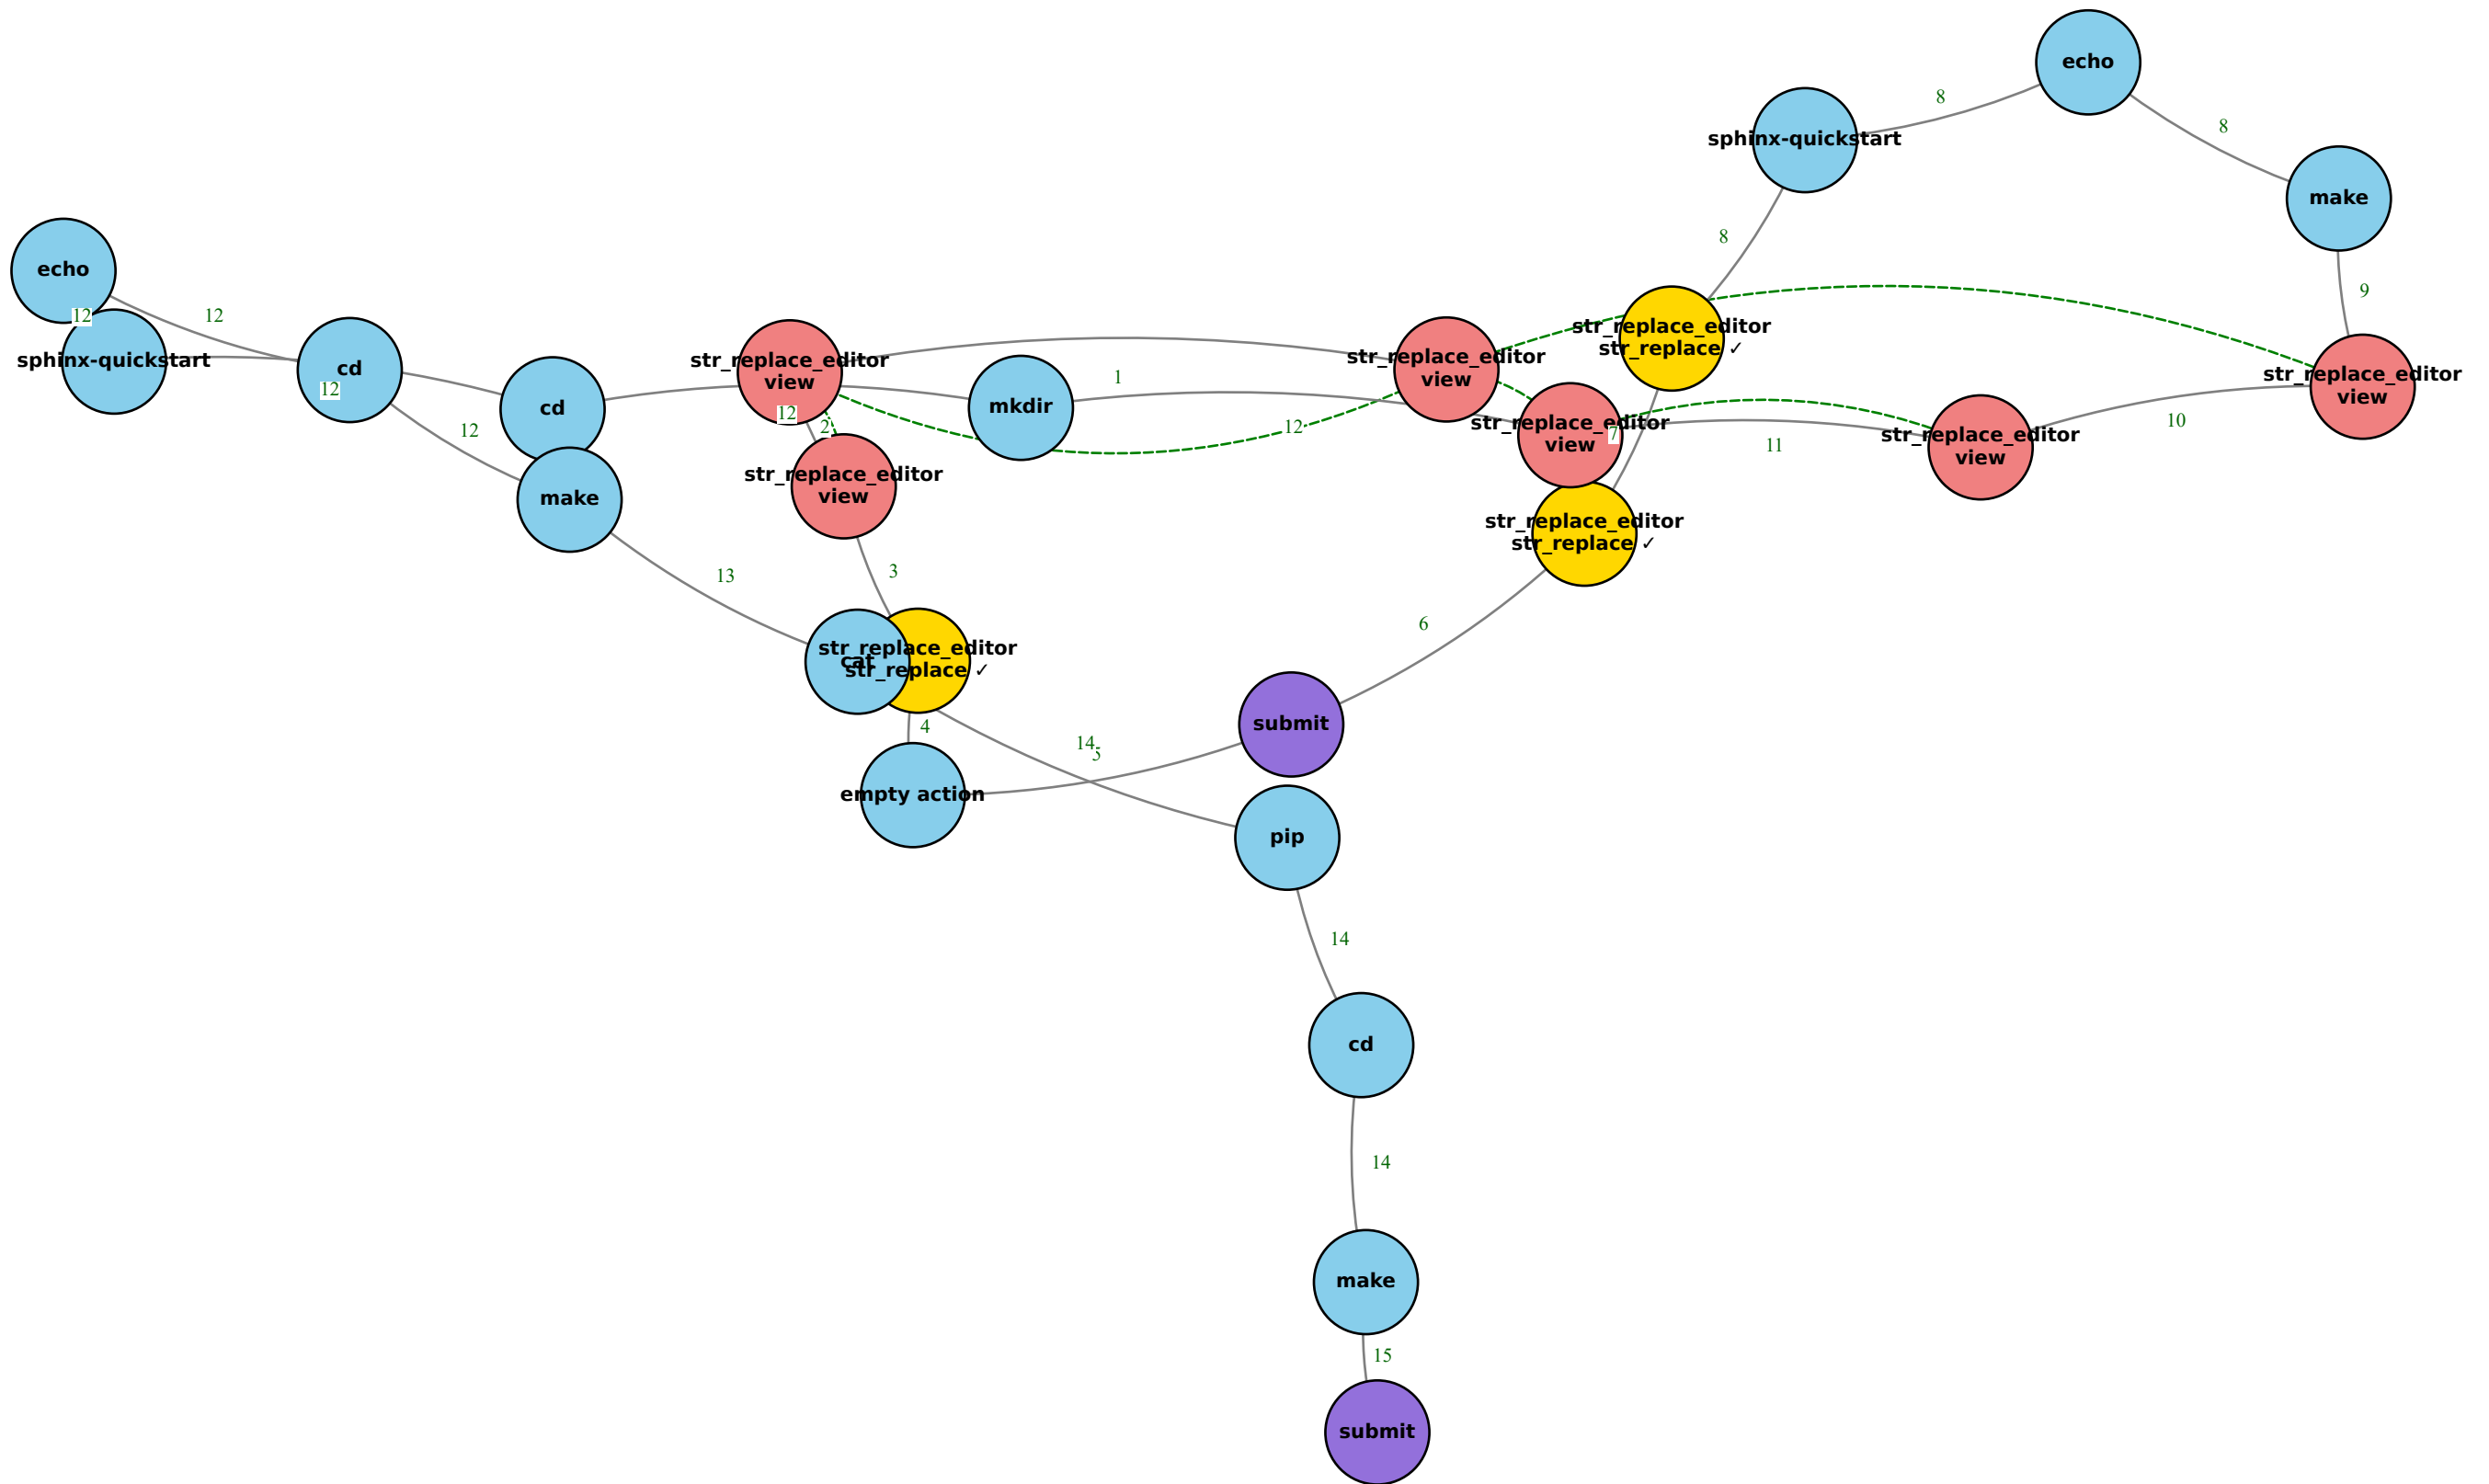 echo
8
sphinx-quickstart
8
make
8
echo
9
12
12
str_replace_editor
str_replace ✓
str_replace_editor
view
str_replace_editor
view
sphinx-quickstart
cd
12
1
str_replace_editor
view
cd
mkdir
12
2
12
str_replace_editor
view
7
11
str_replace_editor
view
10
12
make
str_replace_editor
view
str_replace_editor
str_replace ✓
13
3
6
cat
str_replace_editor
str_replace ✓
4
submit
14
5
empty action
pip
14
cd
14
make
15
submit